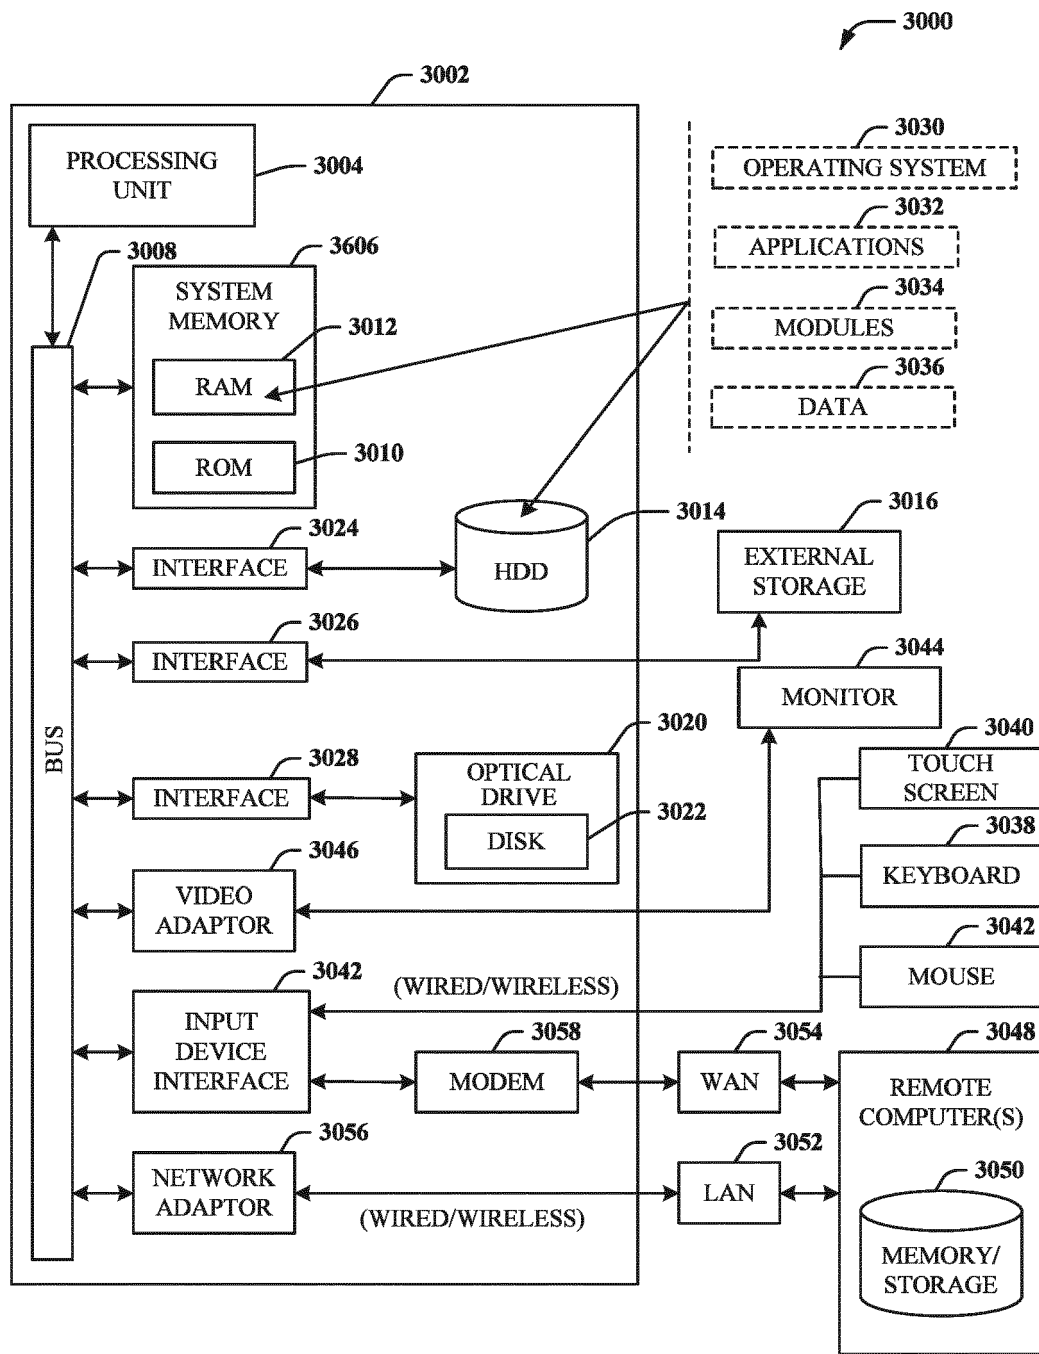 3000
3002
PROCESSING
UNIT
3004
3030
OPERATING SYSTEM
3032
APPLICATIONS
3034
MODULES
3036
DATA
3008
3606
SYSTEM
MEMORY
3012
RAM
ROM
3010
3024
INTERFACE
HDD
3014
3016
EXTERNAL
STORAGE
3026
INTERFACE
3044
MONITOR
BUS
3028
INTERFACE
3020
OPTICAL
DRIVE
DISK
3022
3040
TOUCH
SCREEN
3038
KEYBOARD
3042
MOUSE
3046
VIDEO
ADAPTOR
3042
INPUT
DEVICE
INTERFACE
(WIRED/WIRELESS)
3058
MODEM
3054
WAN
3048
REMOTE
COMPUTER(S)
3056
NETWORK
ADAPTOR
(WIRED/WIRELESS)
3052
LAN
3050
MEMORY/
STORAGE